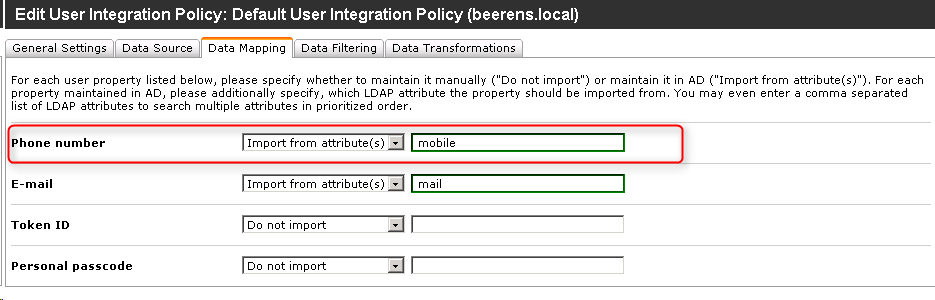 Edit User Integration Policy: Default User Integration Policy (beerens.local)
General Settings Data Source Data Mapping Data Filtering Data Transformations
For each user property listed below, please specify whether to maintain it manually ("Do not import") or maintain it in AD ("Import from attribute(s)"). For each
property maintained in AD, please additionally specify, which LDAP attribute the property should be imported from. You may even enter a comma separated
list of LDAP attributes to search multiple attributes in prioritized order.
Phone number Import from attribute(s) mobile
E-mail Import from attribute(s) mail
Token ID Do not import
Personal passcode Do not import